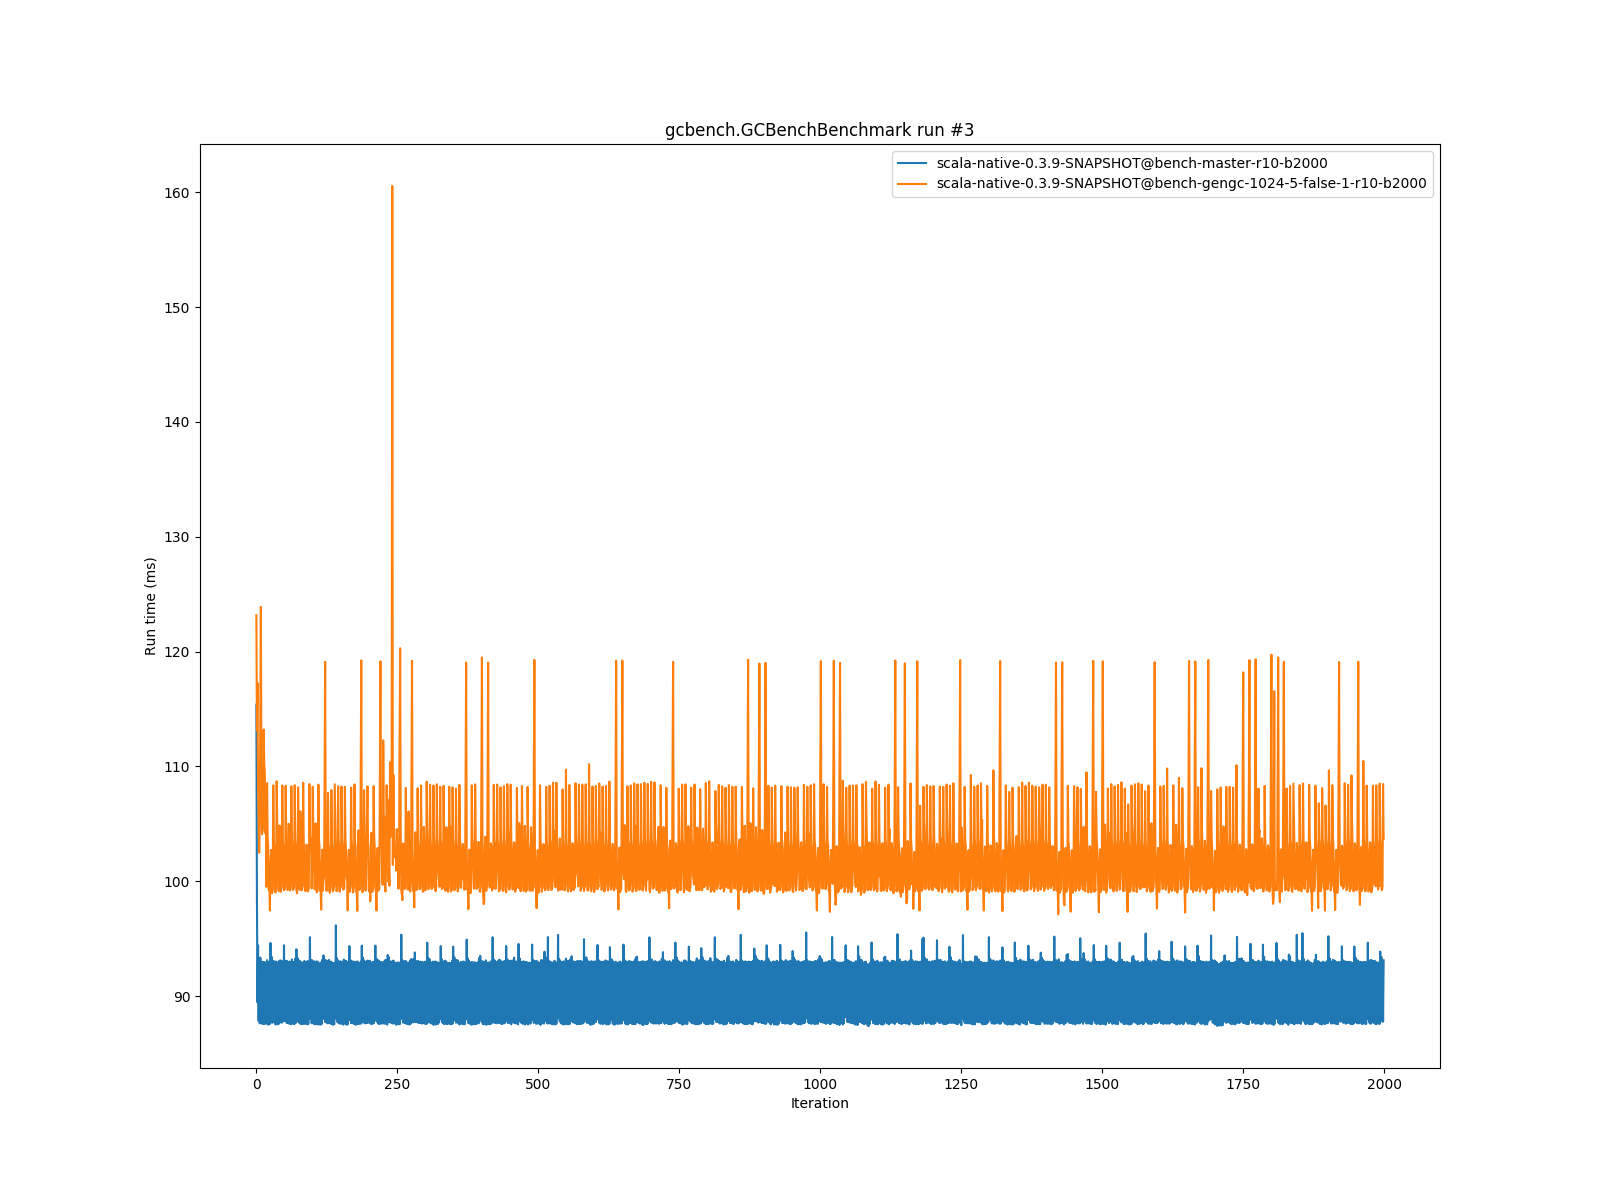 gcbench.GCBenchBenchmark run #3
scala-native-0.3.9-SNAPSHOT@bench-master-r10-b2000
scala-native-0.3.9-SNAPSHOT@bench-gengc-1024-5-false-1-r10-b2000
160
150
140
130
120
110
100
90
Run time (ms)
0 250 500 750 1000 1250 1500 1750 2000
Iteration